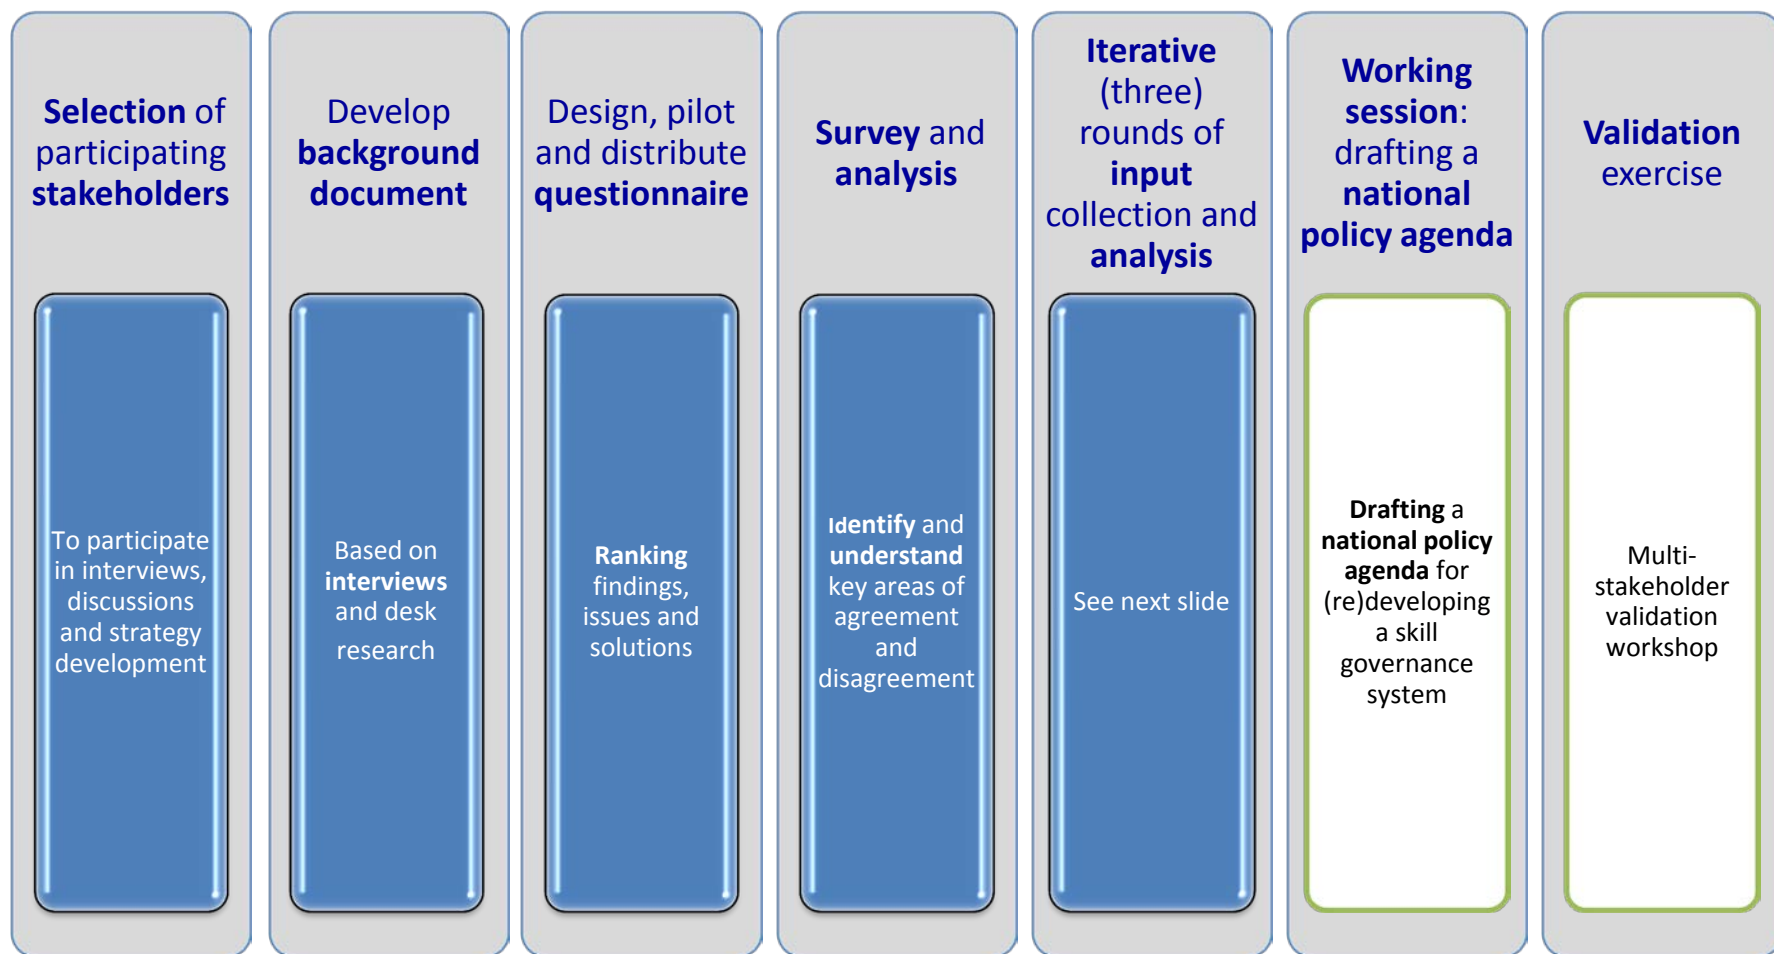 Selection of
participating
stakeholders
To participate
in interviews,
discussions
and strategy
development
Develop
background
document
Based on
interviews
and desk
research
Design, pilot
and distribute
questionnaire
Ranking
findings,
issues and
solutions
Survey and
analysis
Identify and
understand
key areas of
agreement
and
disagreement
Iterative
(three)
rounds of
input
collection and
analysis
See next slide
Working
session:
drafting a
national
policy agenda
Drafting a
national policy
agenda for
(re)developing
a skill
governance
system
Validation
exercise
Multi-
stakeholder
validation
workshop